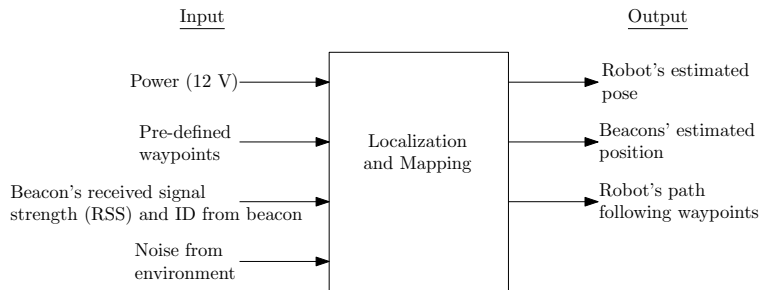 Input
Output
Power (12 V)
Pre-defined
waypoints
Beacon's received signal
strength (RSS) and ID from beacon
Noise from
environment
Localization
and Mapping
Robot's estimated
pose
Beacons' estimated
position
Robot's path
following waypoints